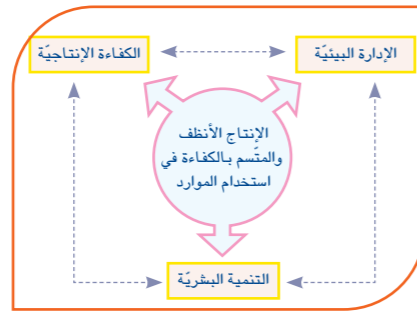 الإدارة البيئيّة
الكفاءة الإنتاجيّة
الإنتاج الأنظف
والمتّسم بالكفاءة في
استخدام الموارد
التنمية البشريّة